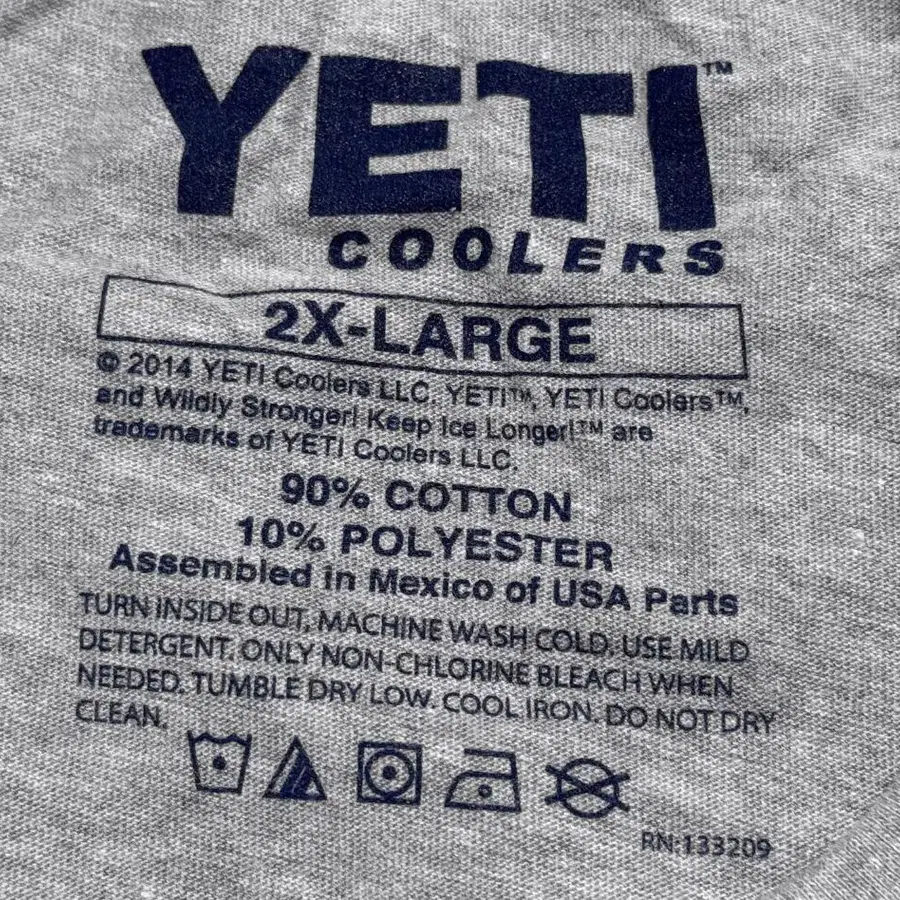 YETI™
COOLERS
2X-LARGE
© 2014 YETI Coolers LLC. YETI™, YETI Coolers™,
and Wildly Stronger! Keep Ice Longer!™ are
trademarks of YETI Coolers LLC.
90% COTTON
10% POLYESTER
Assembled in Mexico of USA Parts
TURN INSIDE OUT, MACHINE WASH COLD. USE MILD
DETERGENT. ONLY NON-CHLORINE BLEACH WHEN
NEEDED. TUMBLE DRY LOW. COOL IRON. DO NOT DRY
CLEAN.
RN:133209